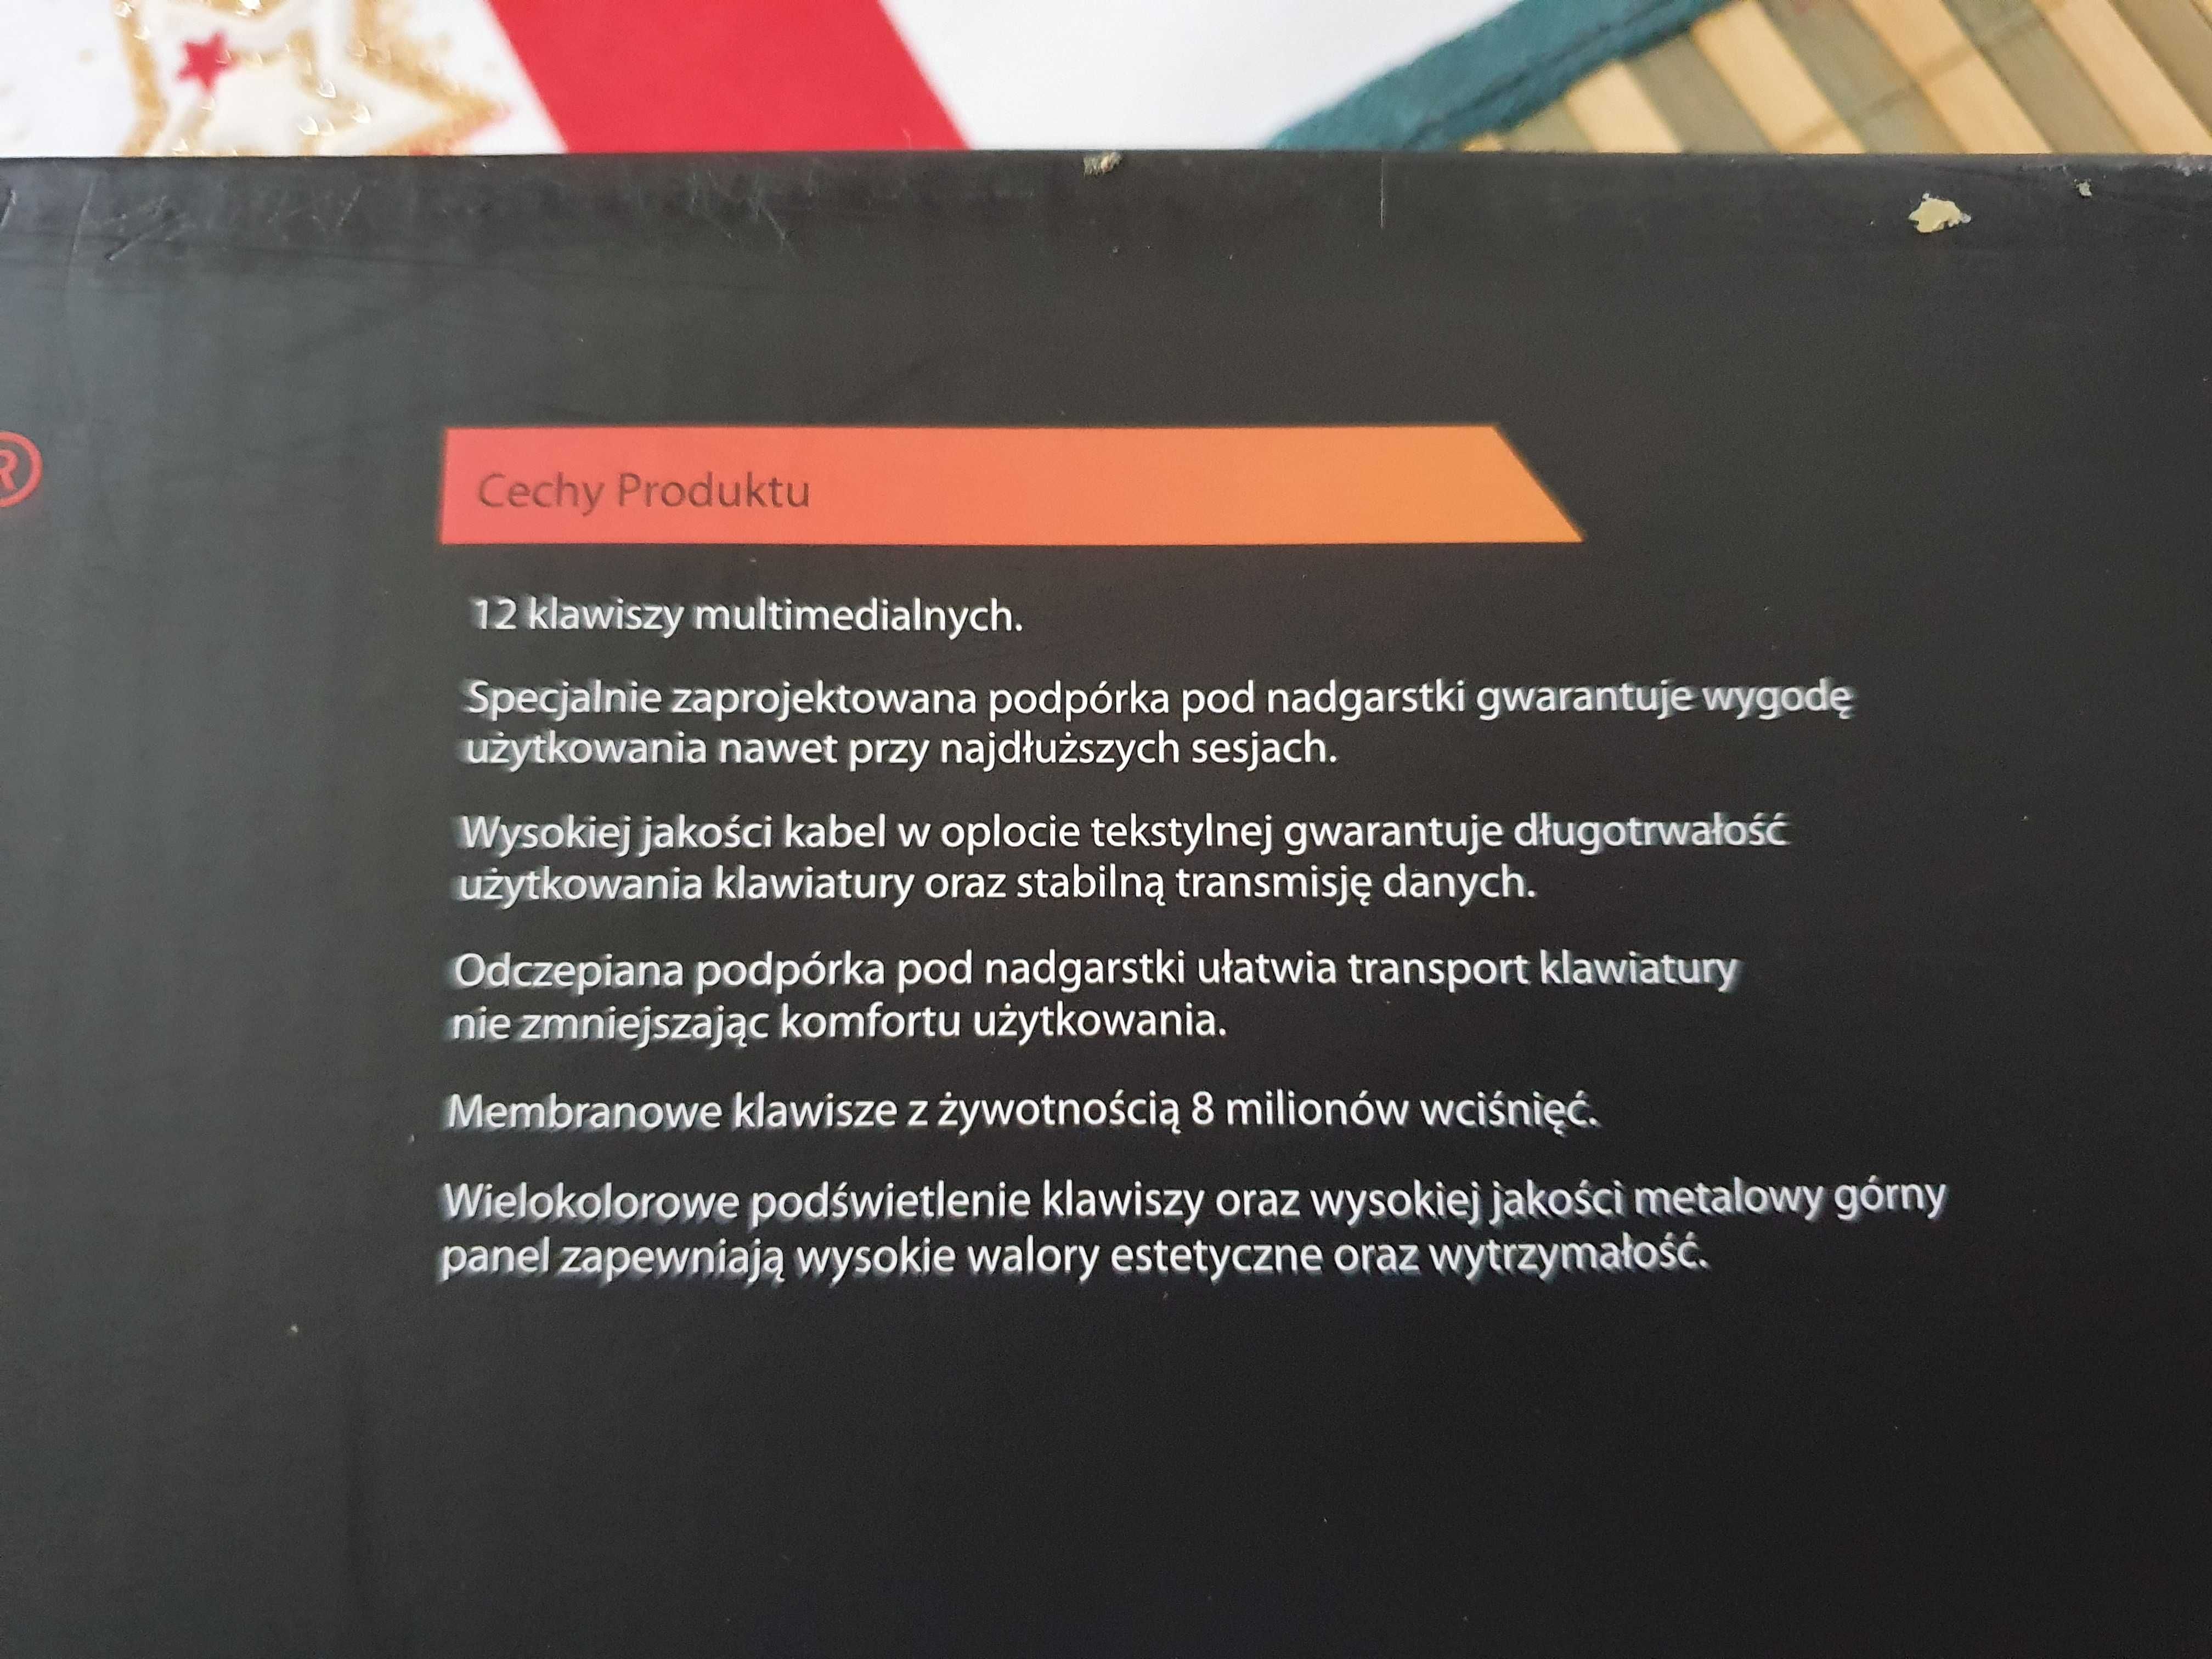 ®
Cechy Produktu
12 klawiszy multimedialnych.
Specjalnie zaprojektowana podpórka pod nadgarstki gwarantuje wygodę
użytkowania nawet przy najdłuższych sesjach.
Wysokiej jakości kabel w oplocie tekstylnej gwarantuje długotrwałość
użytkowania klawiatury oraz stabilną transmisję danych.
Odczepiana podpórka pod nadgarstki ułatwia transport klawiatury
nie zmniejszając komfortu użytkowania.
Membranowe klawisze z żywotnością 8 milionów wciśnięć.
Wielokolorowe podświetlenie klawiszy oraz wysokiej jakości metalowy górny
panel zapewniają wysokie walory estetyczne oraz wytrzymałość.